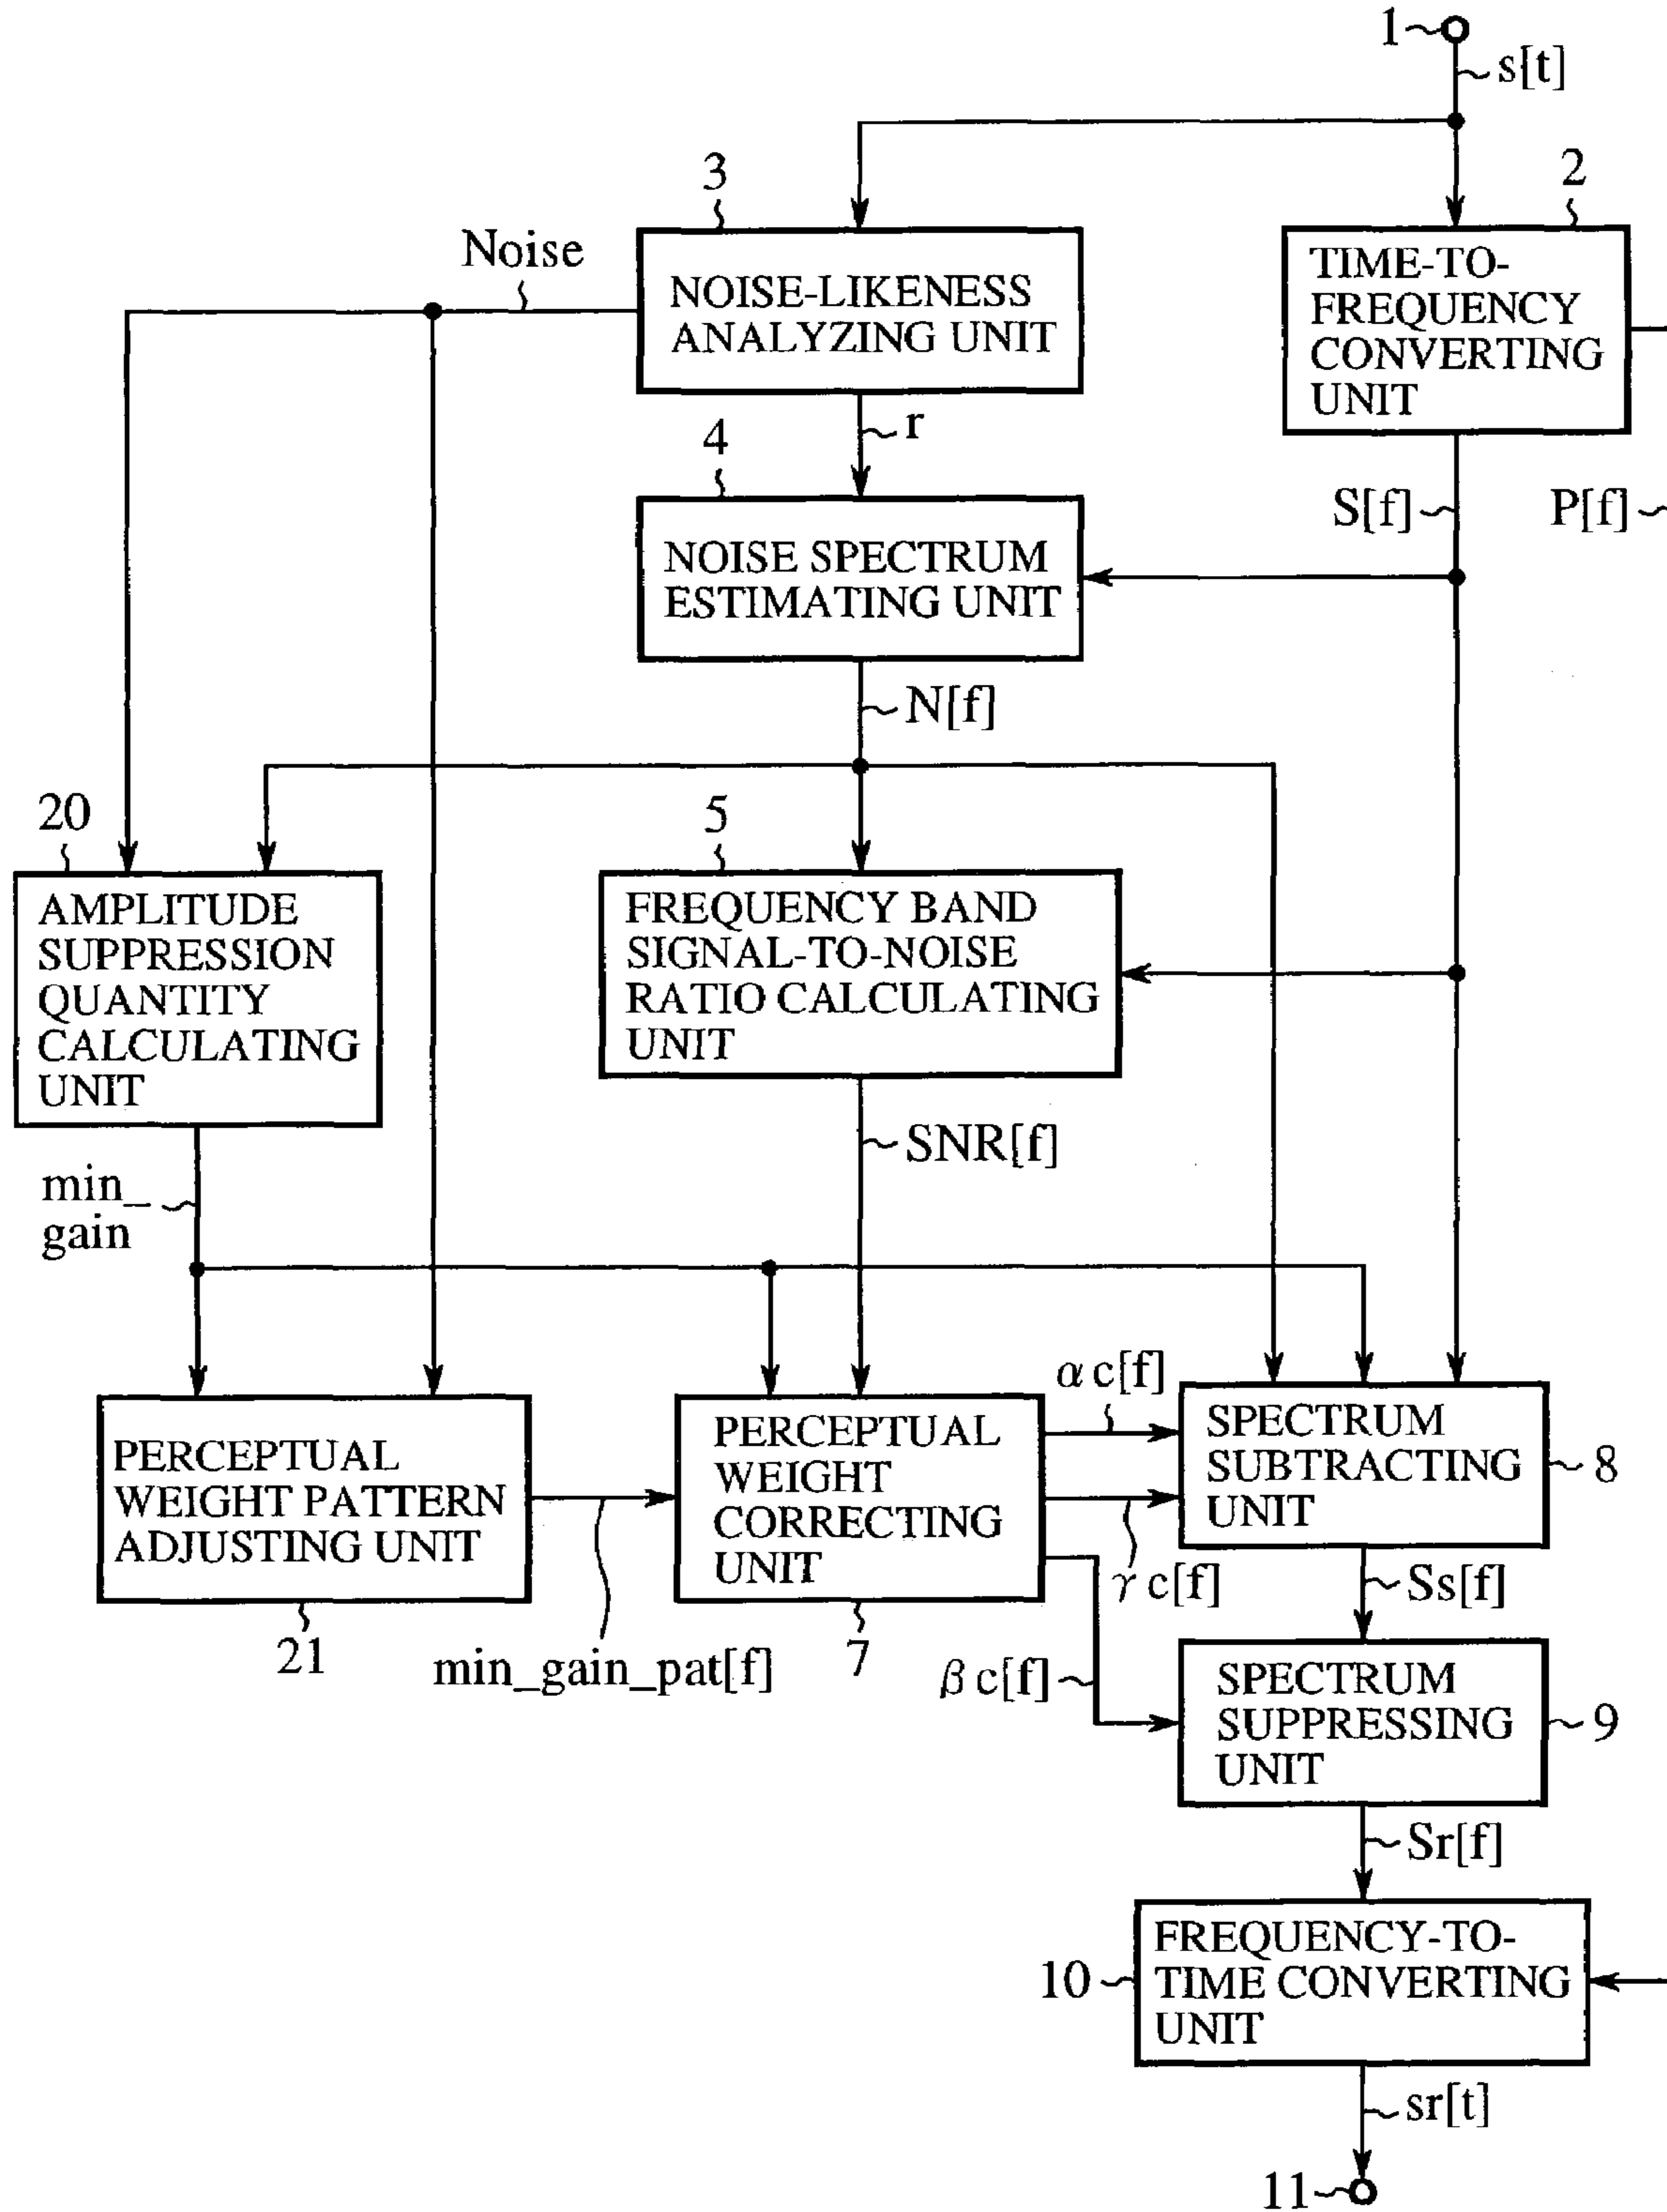 1
s[t]
3
2
Noise
NOISE-LIKENESS
ANALYZING UNIT
TIME-TO-
FREQUENCY
CONVERTING
UNIT
r
4
S[f]
P[f]
NOISE SPECTRUM
ESTIMATING UNIT
N[f]
20
5
AMPLITUDE
SUPPRESSION
QUANTITY
CALCULATING
UNIT
FREQUENCY BAND
SIGNAL-TO-NOISE
RATIO CALCULATING
UNIT
SNR[f]
min_
gain
αc[f]
PERCEPTUAL
WEIGHT PATTERN
ADJUSTING UNIT
PERCEPTUAL
WEIGHT
CORRECTING
UNIT
SPECTRUM
SUBTRACTING
UNIT
8
γc[f]
Ss[f]
21
min_gain_pat[f]
7
βc[f]
SPECTRUM
SUPPRESSING
UNIT
9
Sr[f]
10
FREQUENCY-TO-
TIME CONVERTING
UNIT
sr[t]
11